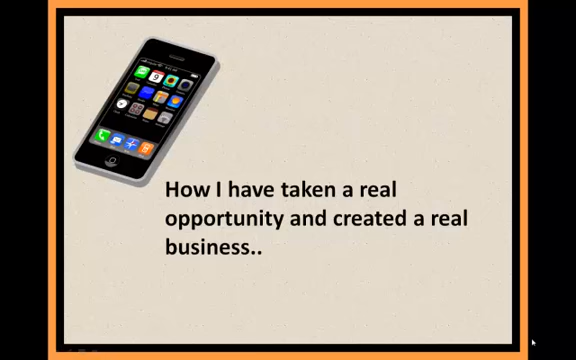 How I have taken a real
opportunity and created a real
business..